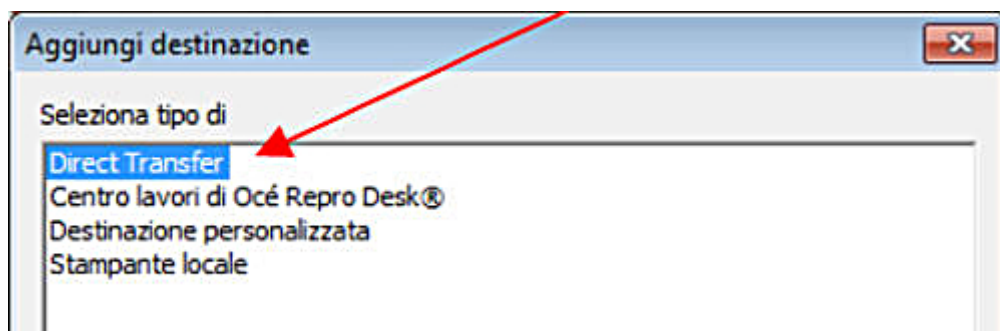 Aggiungi destinazione
Seleziona tipo di
Direct Transfer
Centro lavori di Océ Repro Desk®
Destinazione personalizzata
Stampante locale